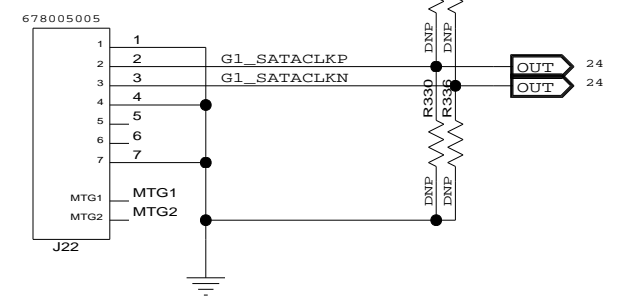 678005005
DNP
DNP
1 1
2 2 G1_SATACLKP OUT 24
3 3 G1_SATACLKN OUT 24
4 4
R330
R336
5 5
6 6
7 7
DNP
DNP
MTG1 MTG1
MTG2 MTG2
J22